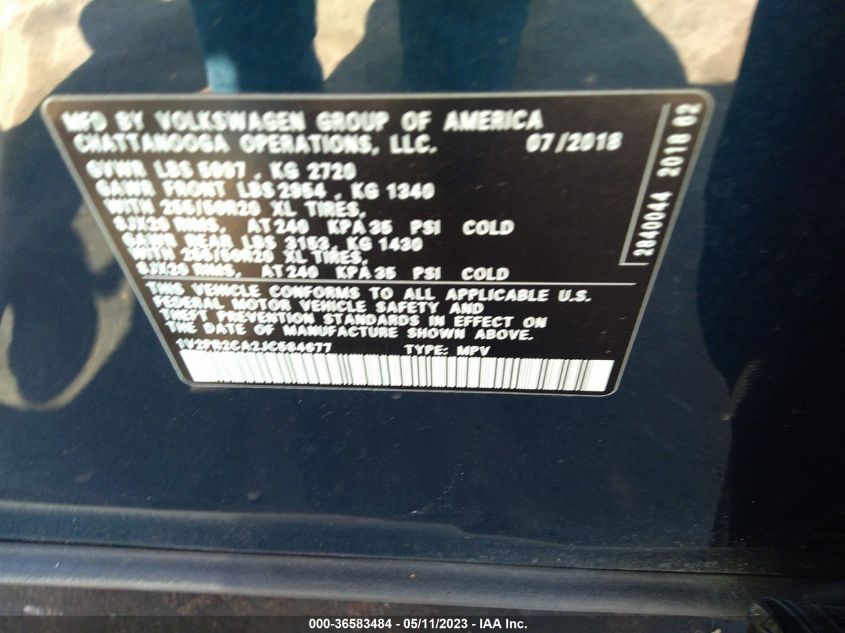 MFD BY VOLKSWAGEN GROUP OF AMERICA
CHATTANOOGA OPERATIONS, LLC. 07/2018
GVWR LBS 5997 , KG 2720
GAWR FRONT LBS 2954 , KG 1340
WITH 255/50R20 XL TIRES,
8JX20 RIMS, AT 240 KPA 35 PSI COLD
GAWR REAR LBS 3153, KG 1430
WITH 255/50R20 XL TIRES,
8JX20 RIMS, AT 240 KPA 35 PSI COLD
THIS VEHICLE CONFORMS TO ALL APPLICABLE U.S.
FEDERAL MOTOR VEHICLE SAFETY AND
THEFT PREVENTION STANDARDS IN EFFECT ON
THE DATE OF MANUFACTURE SHOWN ABOVE.
1V2PR2CA2JC584677 TYPE: MPV
2840044 2018 02
000-36583484 - 05/11/2023 - IAA Inc.